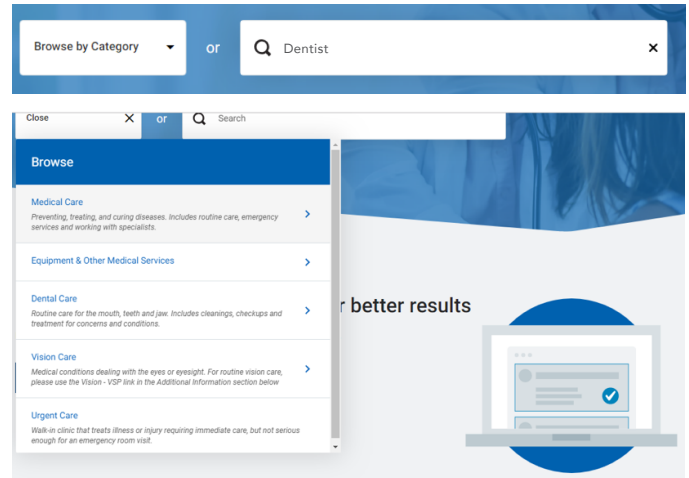 Browse by Category
or
Dentist
Close
or
Search
Browse
Medical Care
Preventing, treating, and curing diseases. Includes routine care, emergency
services and working with specialists.
Equipment & Other Medical Services
Dental Care
Routine care for the mouth, teeth and jaw. Includes cleanings, checkups and
treatment for concerns and conditions.
Vision Care
Medical conditions dealing with the eyes or eyesight. For routine vision care,
please use the Vision - VSP link in the Additional Information section below
Urgent Care
Walk-in clinic that treats illness or injury requiring immediate care, but not serious
enough for an emergency room visit.
better results